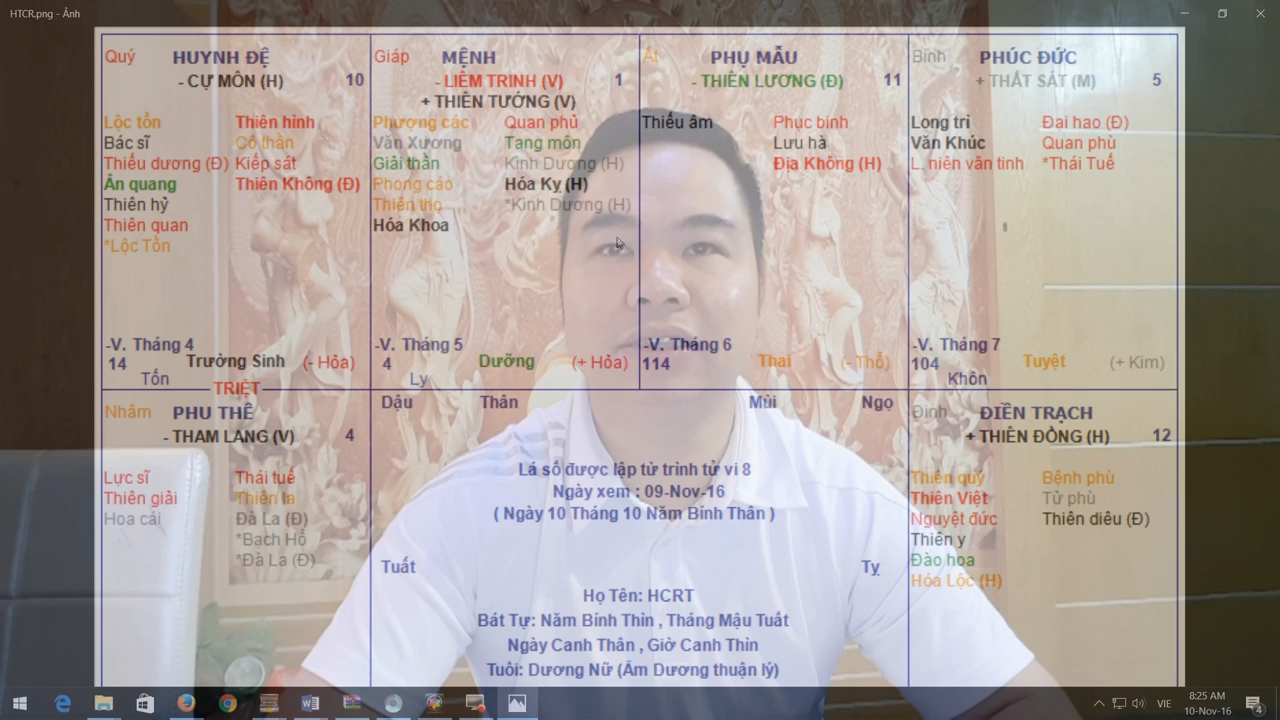 HTCR.png - Ảnh
Quý HUYNH ĐỆ
- CỰ MÔN (H) 10
Lộc tồn Thiên hình
Bác sĩ Cô thần
Thiếu dương (Đ) Kiếp sát
Ân quang Thiên Không (Đ)
Thiên hỷ
Thiên quan
*Lộc Tồn
-V. Tháng 4
14 Trường Sinh (- Hỏa)
Tốn
TRIỆT
Giáp MỆNH
- LIÊM TRINH (V) 1
+ THIÊN TƯỚNG (V)
Phượng các Quan phủ
Văn Xương Tang môn
Giải thần Kình Dương (H)
Phong cáo Hóa Kỵ (H)
Thiên thọ *Kình Dương (H)
Hóa Khoa
-V. Tháng 5
4 Dưỡng (+ Hỏa)
Ly
Ất PHỤ MẪU
- THIÊN LƯƠNG (Đ) 11
Thiếu âm Phục binh
Lưu hà
Địa Không (H)
-V. Tháng 6
114 Thai (- Thổ)
Bính PHÚC ĐỨC
+ THẤT SÁT (M) 5
Long trì Đại hao (Đ)
Văn Khúc Quan phù
L. niên văn tinh *Thái Tuế
-V. Tháng 7
104 Tuyệt (+ Kim)
Khôn
Nhâm PHU THÊ
- THAM LANG (V) 4
Lực sĩ Thái tuế
Thiên giải Thiên la
Hoa cái Đà La (Đ)
*Bạch Hổ
*Đà La (Đ)
Dậu Thân Mùi Ngọ
Lá số được lập từ trình tử vi 8
Ngày xem : 09-Nov-16
( Ngày 10 Tháng 10 Năm Bính Thân )
Tuất Tỵ
Họ Tên: HCRT
Bát Tự: Năm Bính Thìn , Tháng Mậu Tuất
Ngày Canh Thân , Giờ Canh Thìn
Tuổi: Dương Nữ (Âm Dương thuận lý)
Đinh ĐIỀN TRẠCH
+ THIÊN ĐỒNG (H) 12
Thiên quý Bệnh phù
Thiên Việt Tử phù
Nguyệt đức Thiên diêu (Đ)
Thiên y
Đào hoa
Hóa Lộc (H)
VIE
8:25 AM
10-Nov-16
4